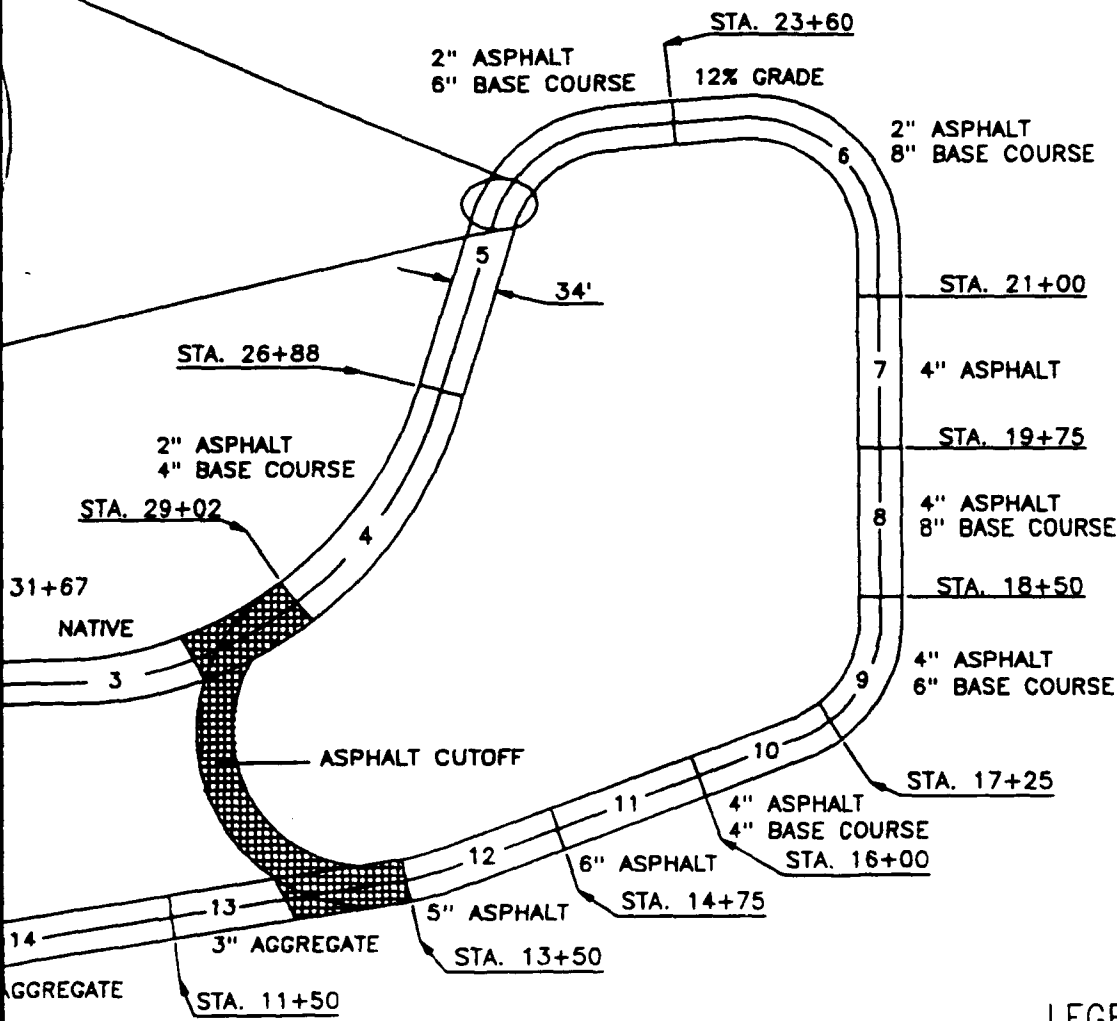 STA. 23+60
2" ASPHALT
6" BASE COURSE
12% GRADE
2" ASPHALT
8" BASE COURSE
6
5
34'
STA. 21+00
STA. 26+88
7
4" ASPHALT
2" ASPHALT
4" BASE COURSE
STA. 19+75
STA. 29+02
4
8
4" ASPHALT
8" BASE COURSE
31+67
STA. 18+50
NATIVE
3
9
4" ASPHALT
6" BASE COURSE
ASPHALT CUTOFF
10
STA. 17+25
11
4" ASPHALT
4" BASE COURSE
12
6" ASPHALT
STA. 16+00
13
5" ASPHALT
STA. 14+75
14
3" AGGREGATE
STA. 13+50
AGGREGATE
STA. 11+50